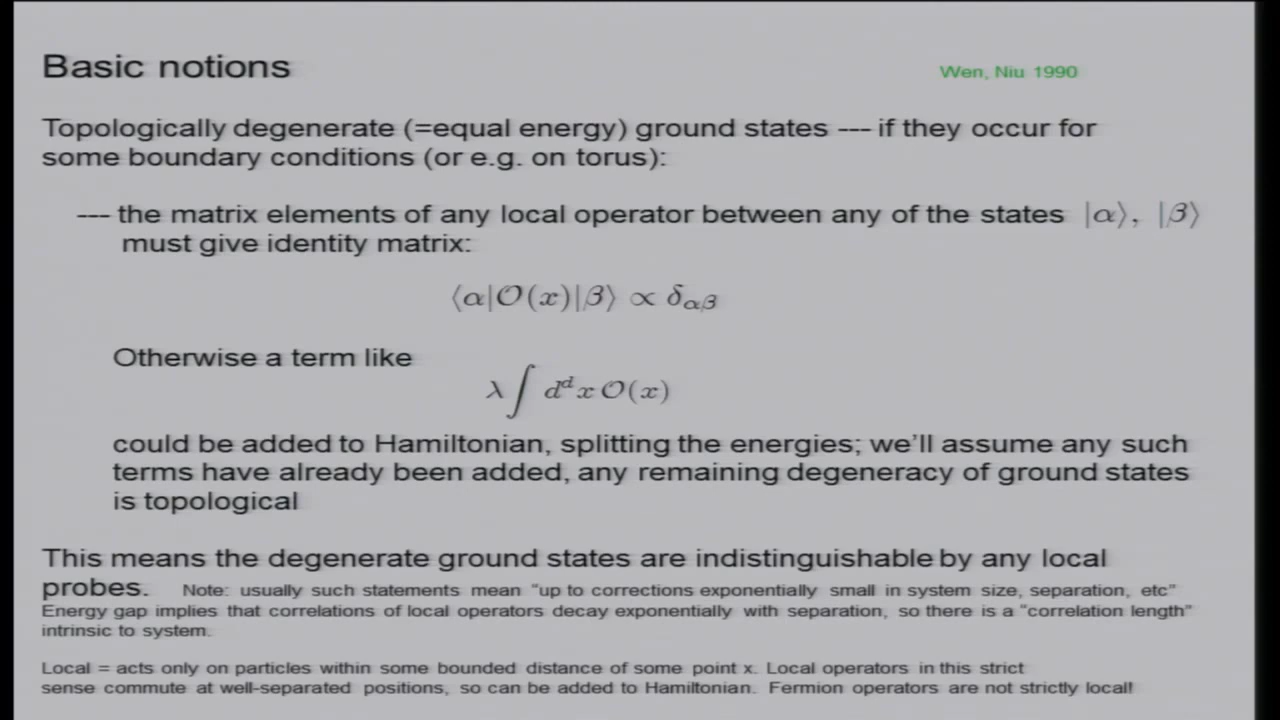 Basic notions
Wen, Niu 1990
Topologically degenerate (=equal energy) ground states --- if they occur for
some boundary conditions (or e.g. on torus):
--- the matrix elements of any local operator between any of the states |α⟩, |β⟩
must give identity matrix:
⟨α|𝒪(x)|β⟩ ∝ δ_{αβ}
Otherwise a term like
λ ∫ d^d x 𝒪(x)
could be added to Hamiltonian, splitting the energies; we'll assume any such
terms have already been added, any remaining degeneracy of ground states
is topological
This means the degenerate ground states are indistinguishable by any local
probes. Note: usually such statements mean "up to corrections exponentially small in system size, separation, etc"
Energy gap implies that correlations of local operators decay exponentially with separation, so there is a "correlation length"
intrinsic to system.
Local = acts only on particles within some bounded distance of some point x. Local operators in this strict
sense commute at well-separated positions, so can be added to Hamiltonian. Fermion operators are not strictly local!